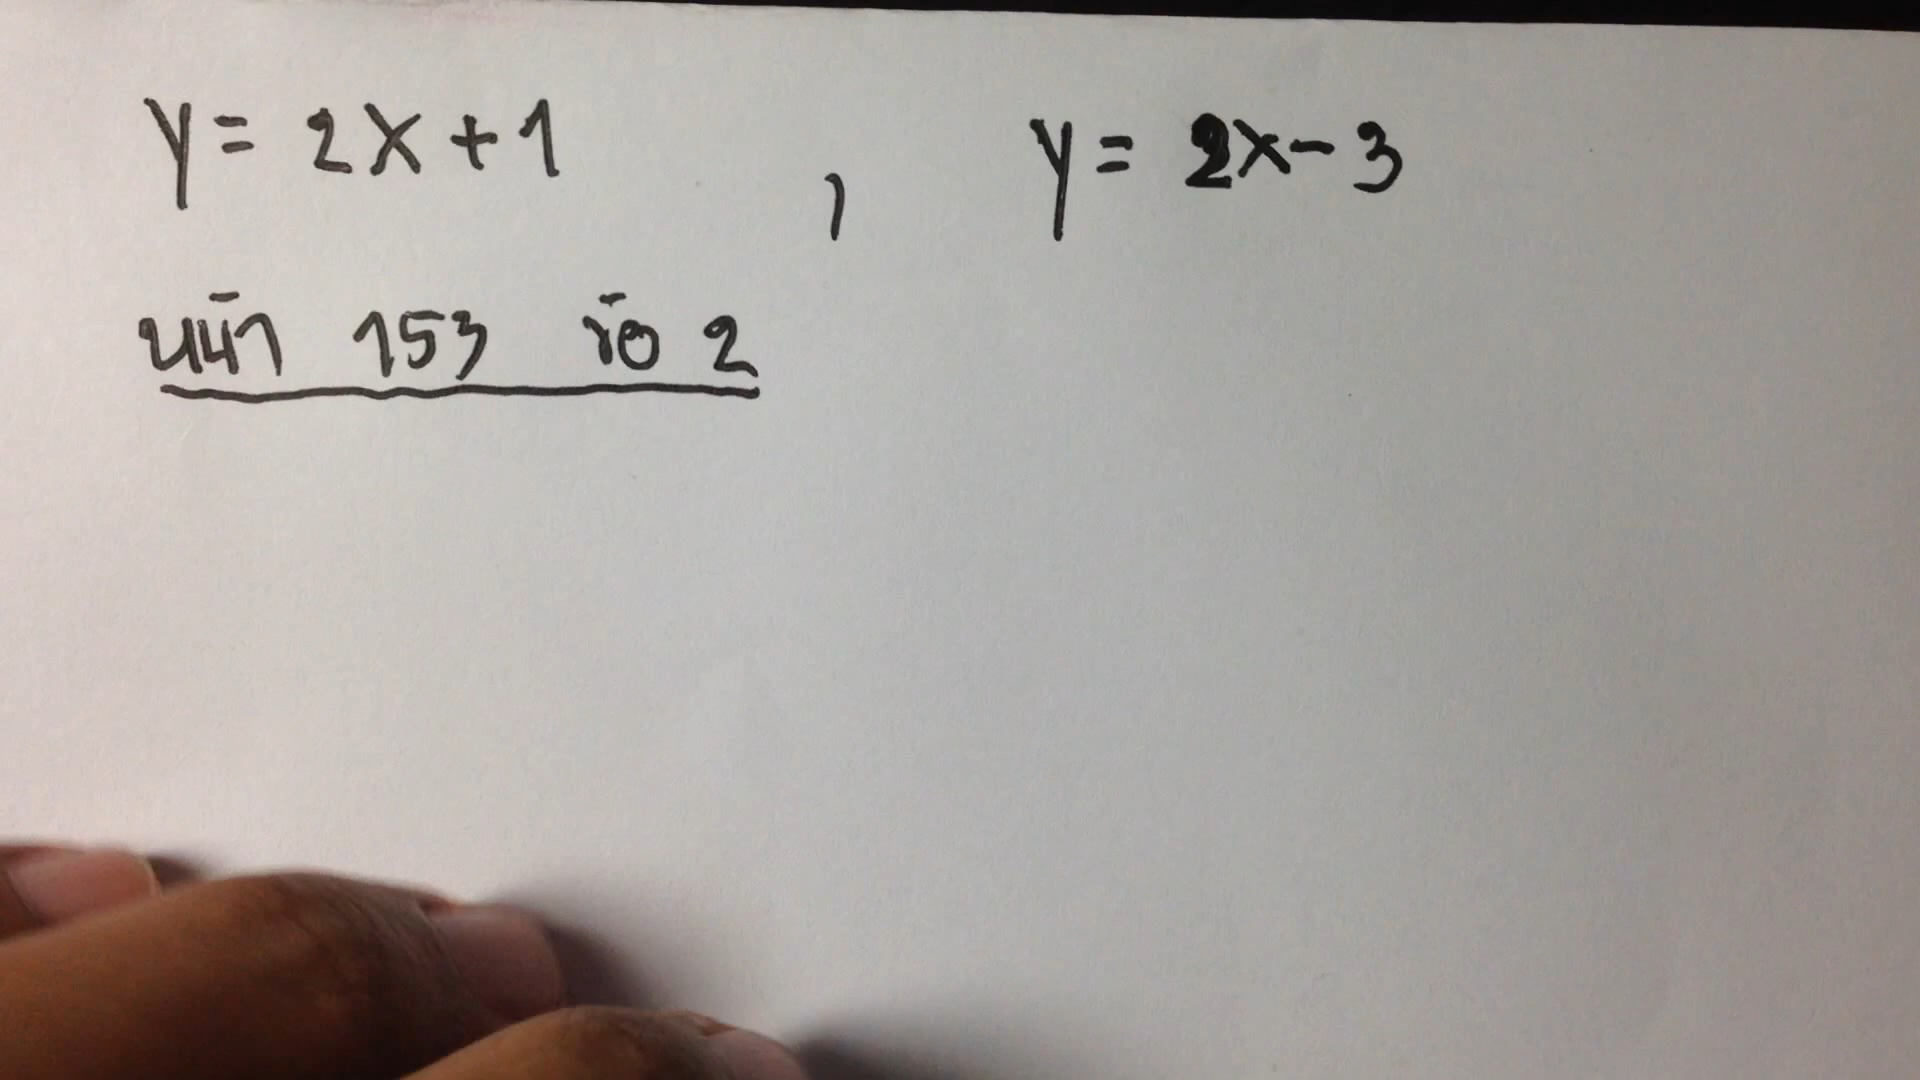 y = 2x + 1 , y = 2x - 3
หน้า 153 ข้อ 2